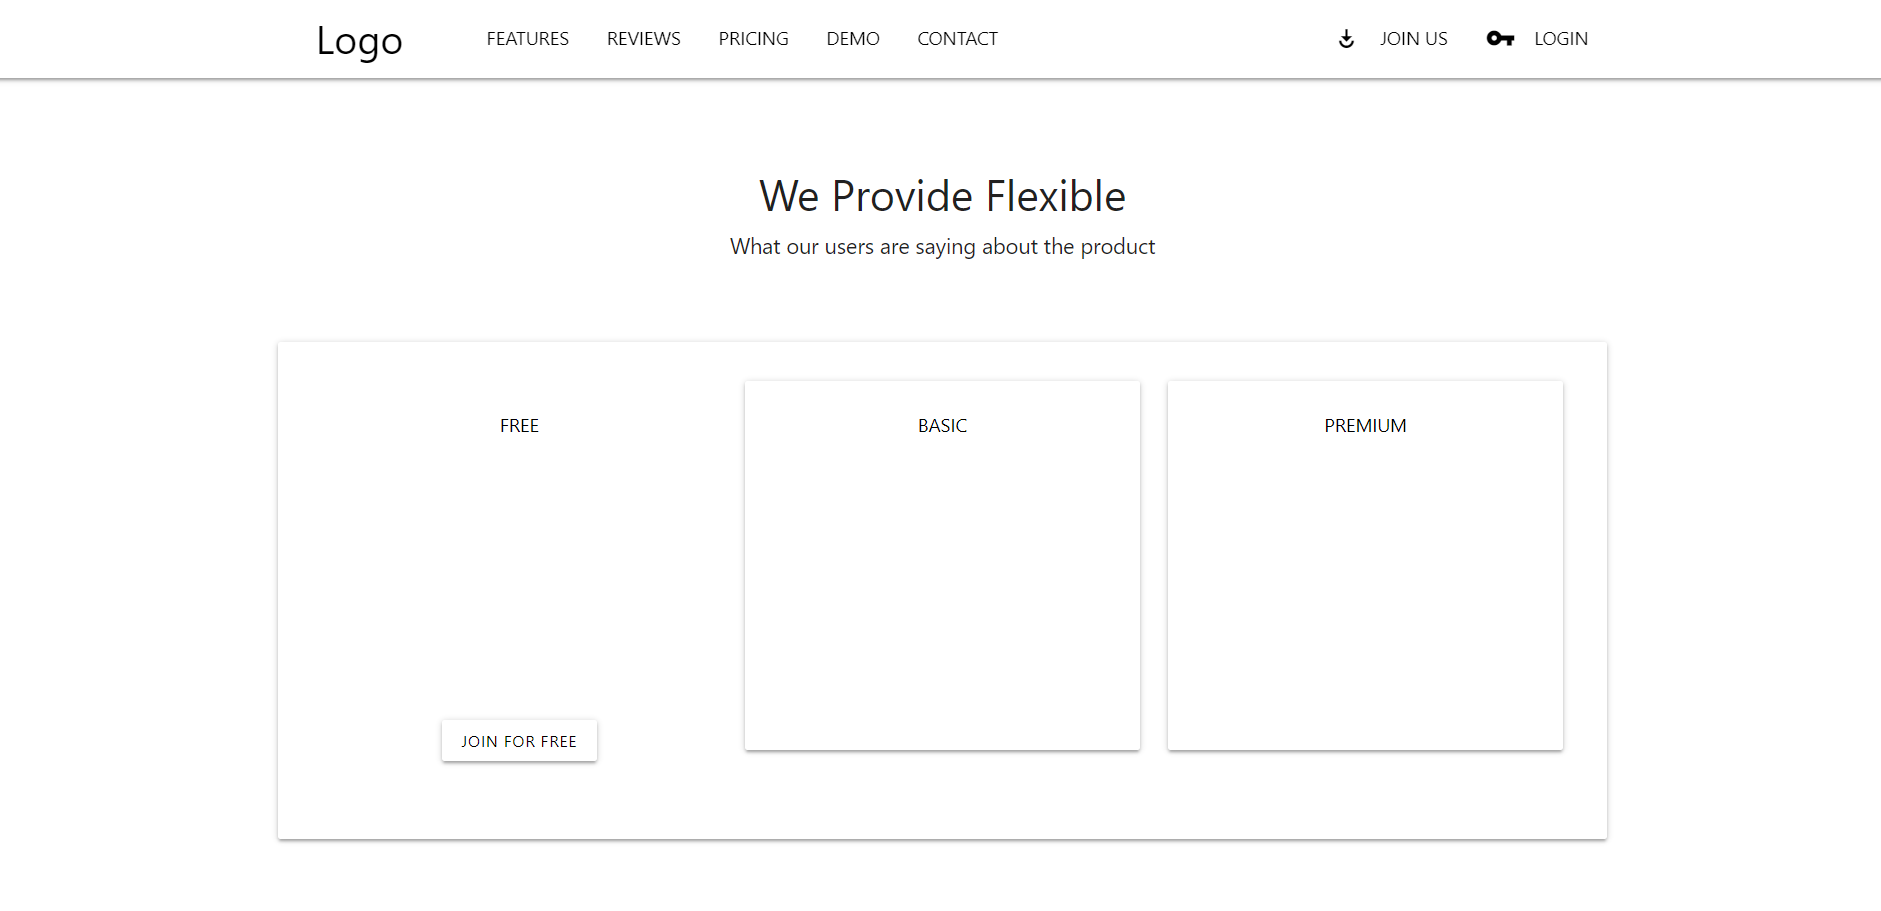 Logo FEATURES REVIEWS PRICING DEMO CONTACT JOIN US LOGIN
We Provide Flexible
What our users are saying about the product
FREE BASIC PREMIUM
JOIN FOR FREE